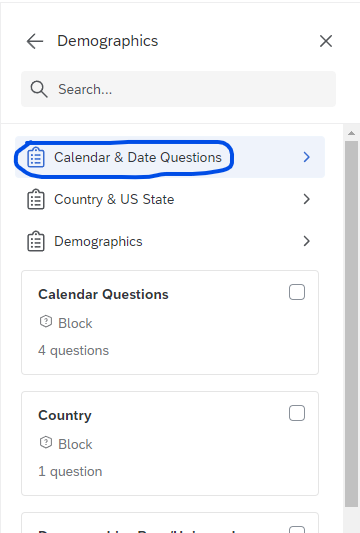 Demographics
Search...
Calendar & Date Questions
Country & US State
Demographics
Calendar Questions
Block
4 questions
Country
Block
1 question